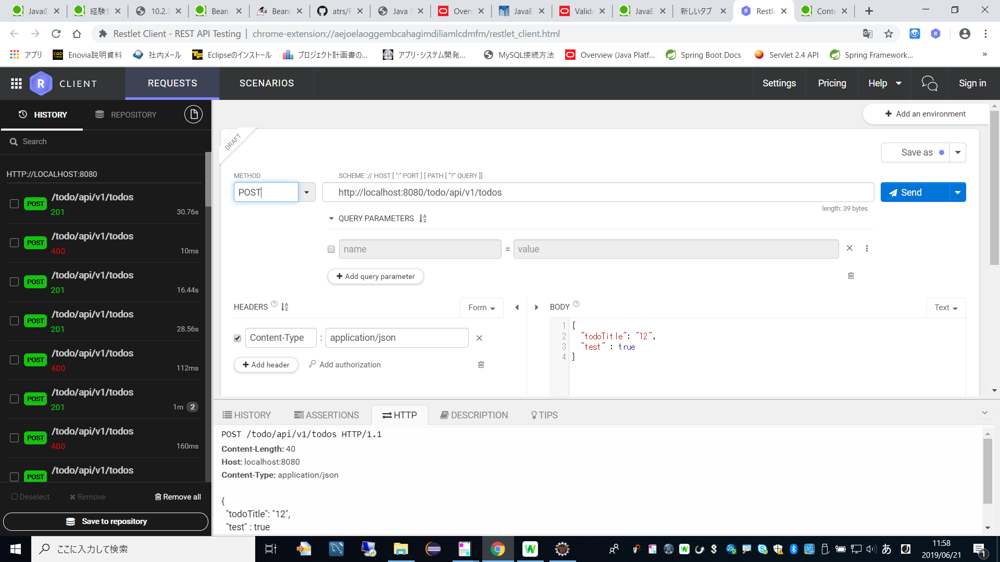 Javaの
経験セ
10.2.3
Bean
Bean
atrs/F
Java
Overv
JavaE
Valida
JavaE
新しいタブ
Restle
Conte
Restlet Client - REST API Testing | chrome-extension://aejoelaoggembcahagimdiliamlcdmfm/restlet_client.html
アプリ
Enovia説明資料
社内メール
Eclipseのインストール
プロジェクト計画書の...
アプリ・システム開発...
MySQL接続方法
Overview (Java Platf...
Spring Boot Docs
Servlet 2.4 API
Spring Framework...
»
R CLIENT
REQUESTS
SCENARIOS
Settings
Pricing
Help
Sign in
HISTORY
REPOSITORY
Search
HTTP://LOCALHOST:8080
POST /todo/api/v1/todos
201 30.76s
POST /todo/api/v1/todos
400 10ms
POST /todo/api/v1/todos
201 16.44s
POST /todo/api/v1/todos
201 28.56s
POST /todo/api/v1/todos
400 112ms
POST /todo/api/v1/todos
201 1m 2
POST /todo/api/v1/todos
400 160ms
POST /todo/api/v1/todos
Deselect
Remove
Remove all
Save to repository
Add an environment
DRAFT
Save as
METHOD
SCHEME :// HOST [ ":" PORT ] [ PATH [ "?" QUERY ]]
POST
http://localhost:8080/todo/api/v1/todos
Send
length: 39 bytes
QUERY PARAMETERS
name = value
Add query parameter
HEADERS
Form
Content-Type : application/json
Add header
Add authorization
BODY
Text
1 {
2 "todoTitle": "12",
3 "test" : true
4 }
HISTORY
ASSERTIONS
HTTP
DESCRIPTION
TIPS
POST /todo/api/v1/todos HTTP/1.1
Content-Length: 40
Host: localhost:8080
Content-Type: application/json
{
"todoTitle": "12",
"test" : true
ここに入力して検索
あ
11:58
2019/06/21
1